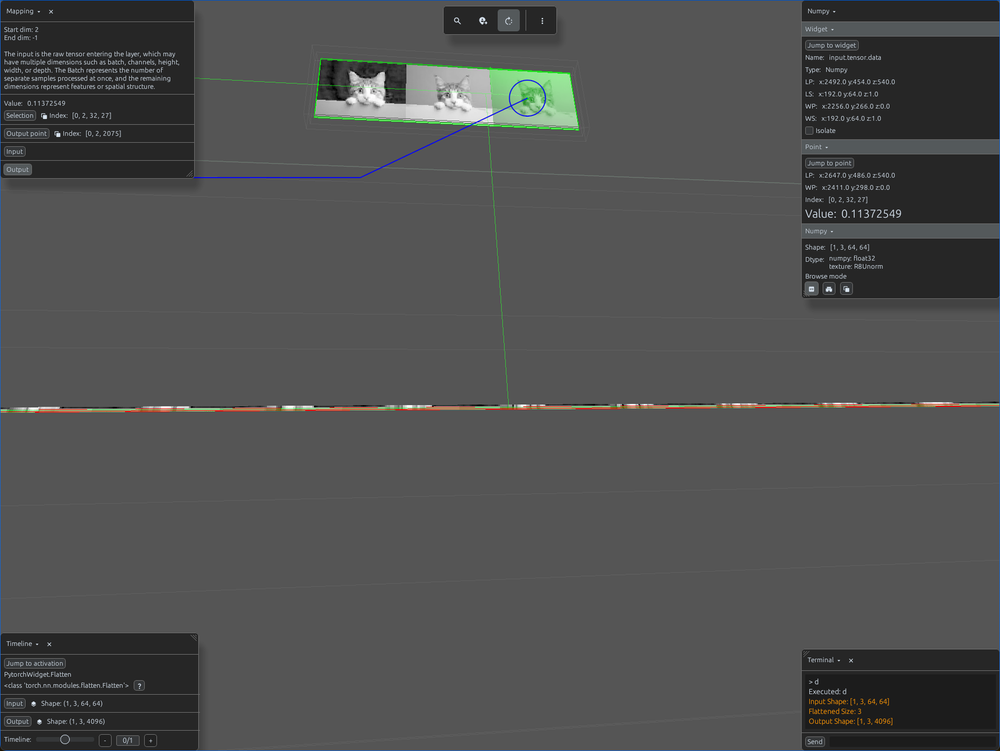 Mapping
Start dim: 2
End dim: -1
The input is the raw tensor entering the layer, which may
have multiple dimensions such as batch, channels, height,
width, or depth. The Batch represents the number of
separate samples processed at once, and the remaining
dimensions represent features or spatial structure.
Value: 0.11372549
Selection Index: [0, 2, 32, 27]
Output point Index: [0, 2, 2075]
Input
Output
Numpy
Widget
Jump to widget
Name: input.tensor.data
Type: Numpy
LP: x:2492.0 y:454.0 z:540.0
LS: x:192.0 y:64.0 z:1.0
WP: x:2256.0 y:266.0 z:0.0
WS: x:192.0 y:64.0 z:1.0
Isolate
Point
Jump to point
LP: x:2647.0 y:486.0 z:540.0
WP: x:2411.0 y:298.0 z:0.0
Index: [0, 2, 32, 27]
Value: 0.11372549
Numpy
Shape: [1, 3, 64, 64]
Dtype: numpy: float32
texture: R8Unorm
Browse mode
Timeline
Jump to activation
PytorchWidget.Flatten
<class 'torch.nn.modules.flatten.Flatten'> ?
Input Shape: (1, 3, 64, 64)
Output Shape: (1, 3, 4096)
Timeline: - 0/1 +
Terminal
> d
Executed: d
Input Shape: [1, 3, 64, 64]
Flattened Size: 3
Output Shape: [1, 3, 4096]
Send